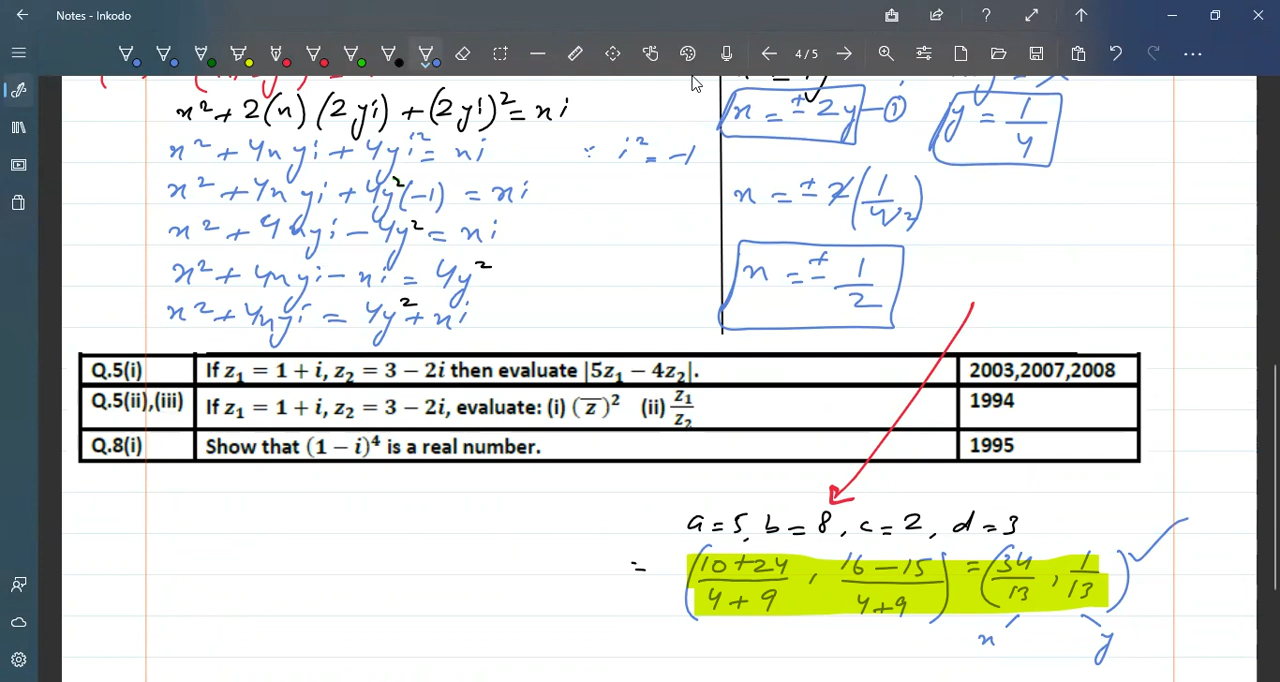 Notes - Inkodo
4/5
x² + 2(x)(2yi) + (2yi)² = xi
x² + 4xyi + 4yi² = xi ∵ i² = -1
x² + 4xyi + 4y²(-1) = xi
x² + 4xyi - 4y² = xi
x² + 4xyi - xi = 4y²
x² + 4xyi = 4y² + xi
x = ± 2y — ①
y = 1/4
x = ± 2(1/4 2)
x = ± 1/2
Q.5(i) If z₁ = 1 + i, z₂ = 3 − 2i then evaluate |5z₁ − 4z₂|. 2003,2007,2008
Q.5(ii),(iii) If z₁ = 1 + i, z₂ = 3 − 2i, evaluate: (i) (z̅)² (ii) z₁/z₂ 1994
Q.8(i) Show that (1 − i)⁴ is a real number. 1995
a = 5, b = 8, c = 2, d = 3
= (10+24/4+9, 16-15/4+9) = (34/13, 1/13)
x y